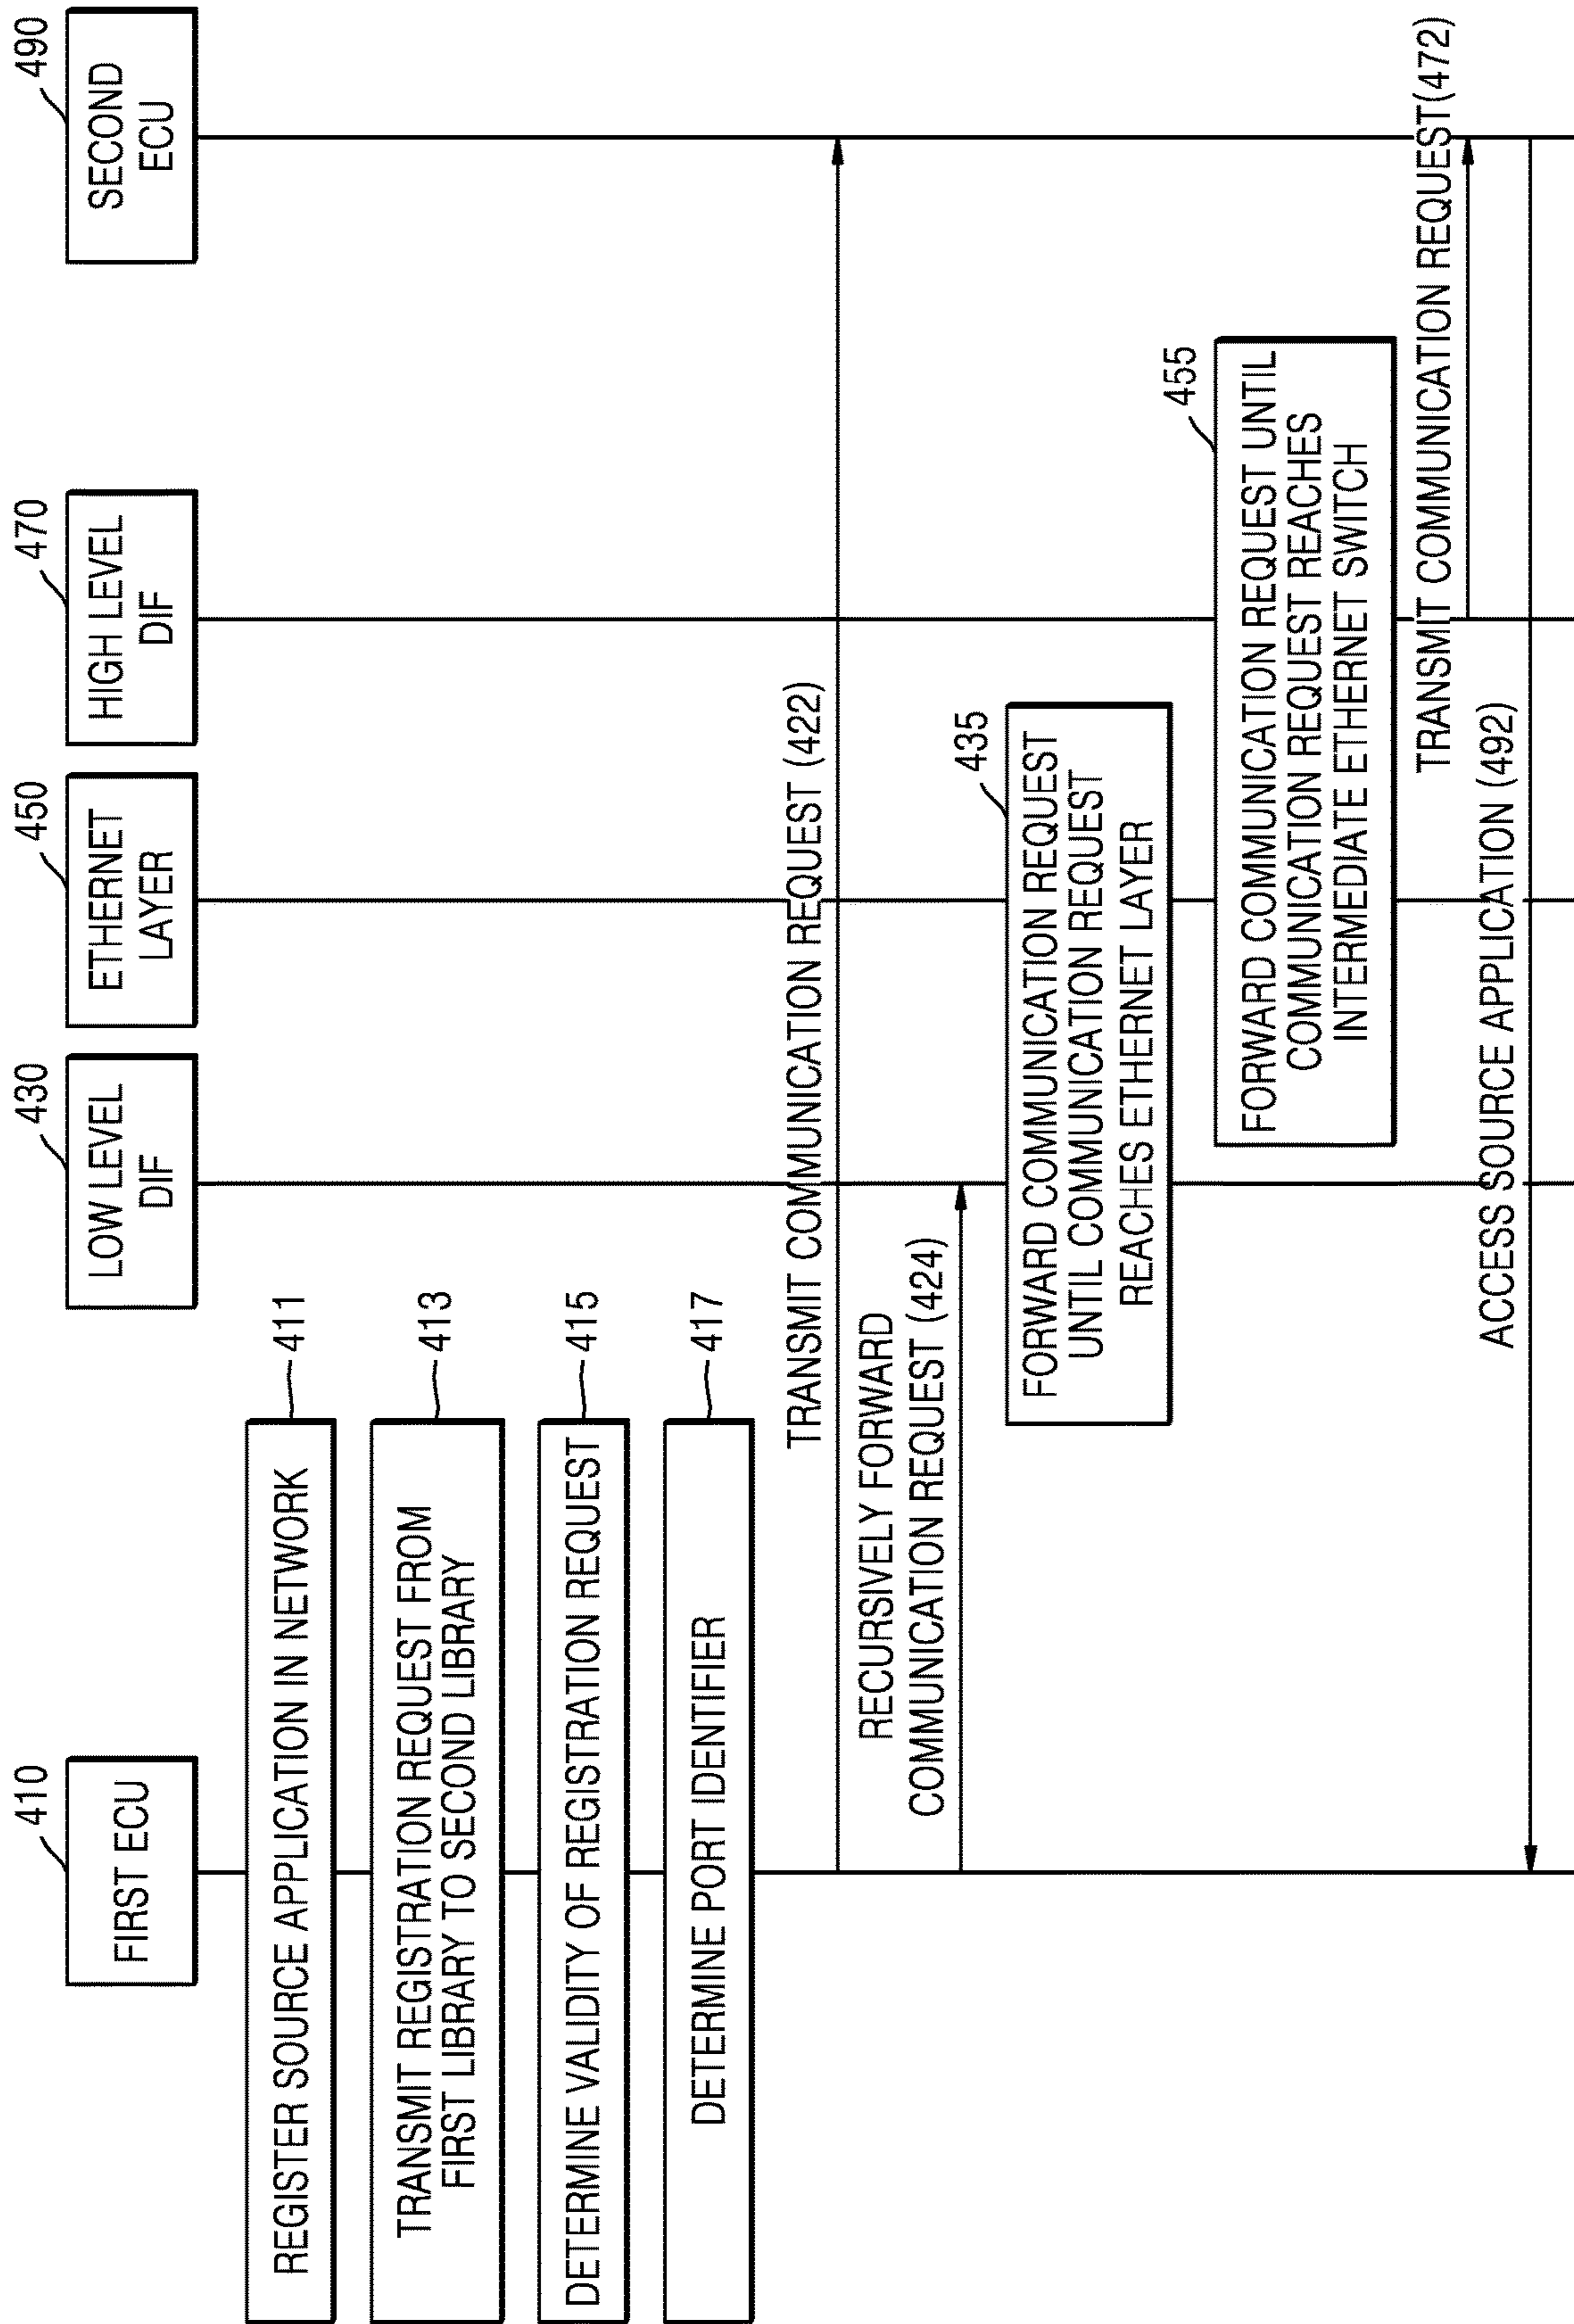 410
FIRST ECU
430
LOW LEVEL
DIF
450
ETHERNET
LAYER
470
HIGH LEVEL
DIF
490
SECOND
ECU
REGISTER SOURCE APPLICATION IN NETWORK
411
TRANSMIT REGISTRATION REQUEST FROM
FIRST LIBRARY TO SECOND LIBRARY
413
DETERMINE VALIDITY OF REGISTRATION REQUEST
415
DETERMINE PORT IDENTIFIER
417
TRANSMIT COMMUNICATION REQUEST (422)
RECURSIVELY FORWARD
COMMUNICATION REQUEST (424)
435
FORWARD COMMUNICATION REQUEST
UNTIL COMMUNICATION REQUEST
REACHES ETHERNET LAYER
455
FORWARD COMMUNICATION REQUEST UNTIL
COMMUNICATION REQUEST REACHES
INTERMEDIATE ETHERNET SWITCH
TRANSMIT COMMUNICATION REQUEST(472)
ACCESS SOURCE APPLICATION (492)